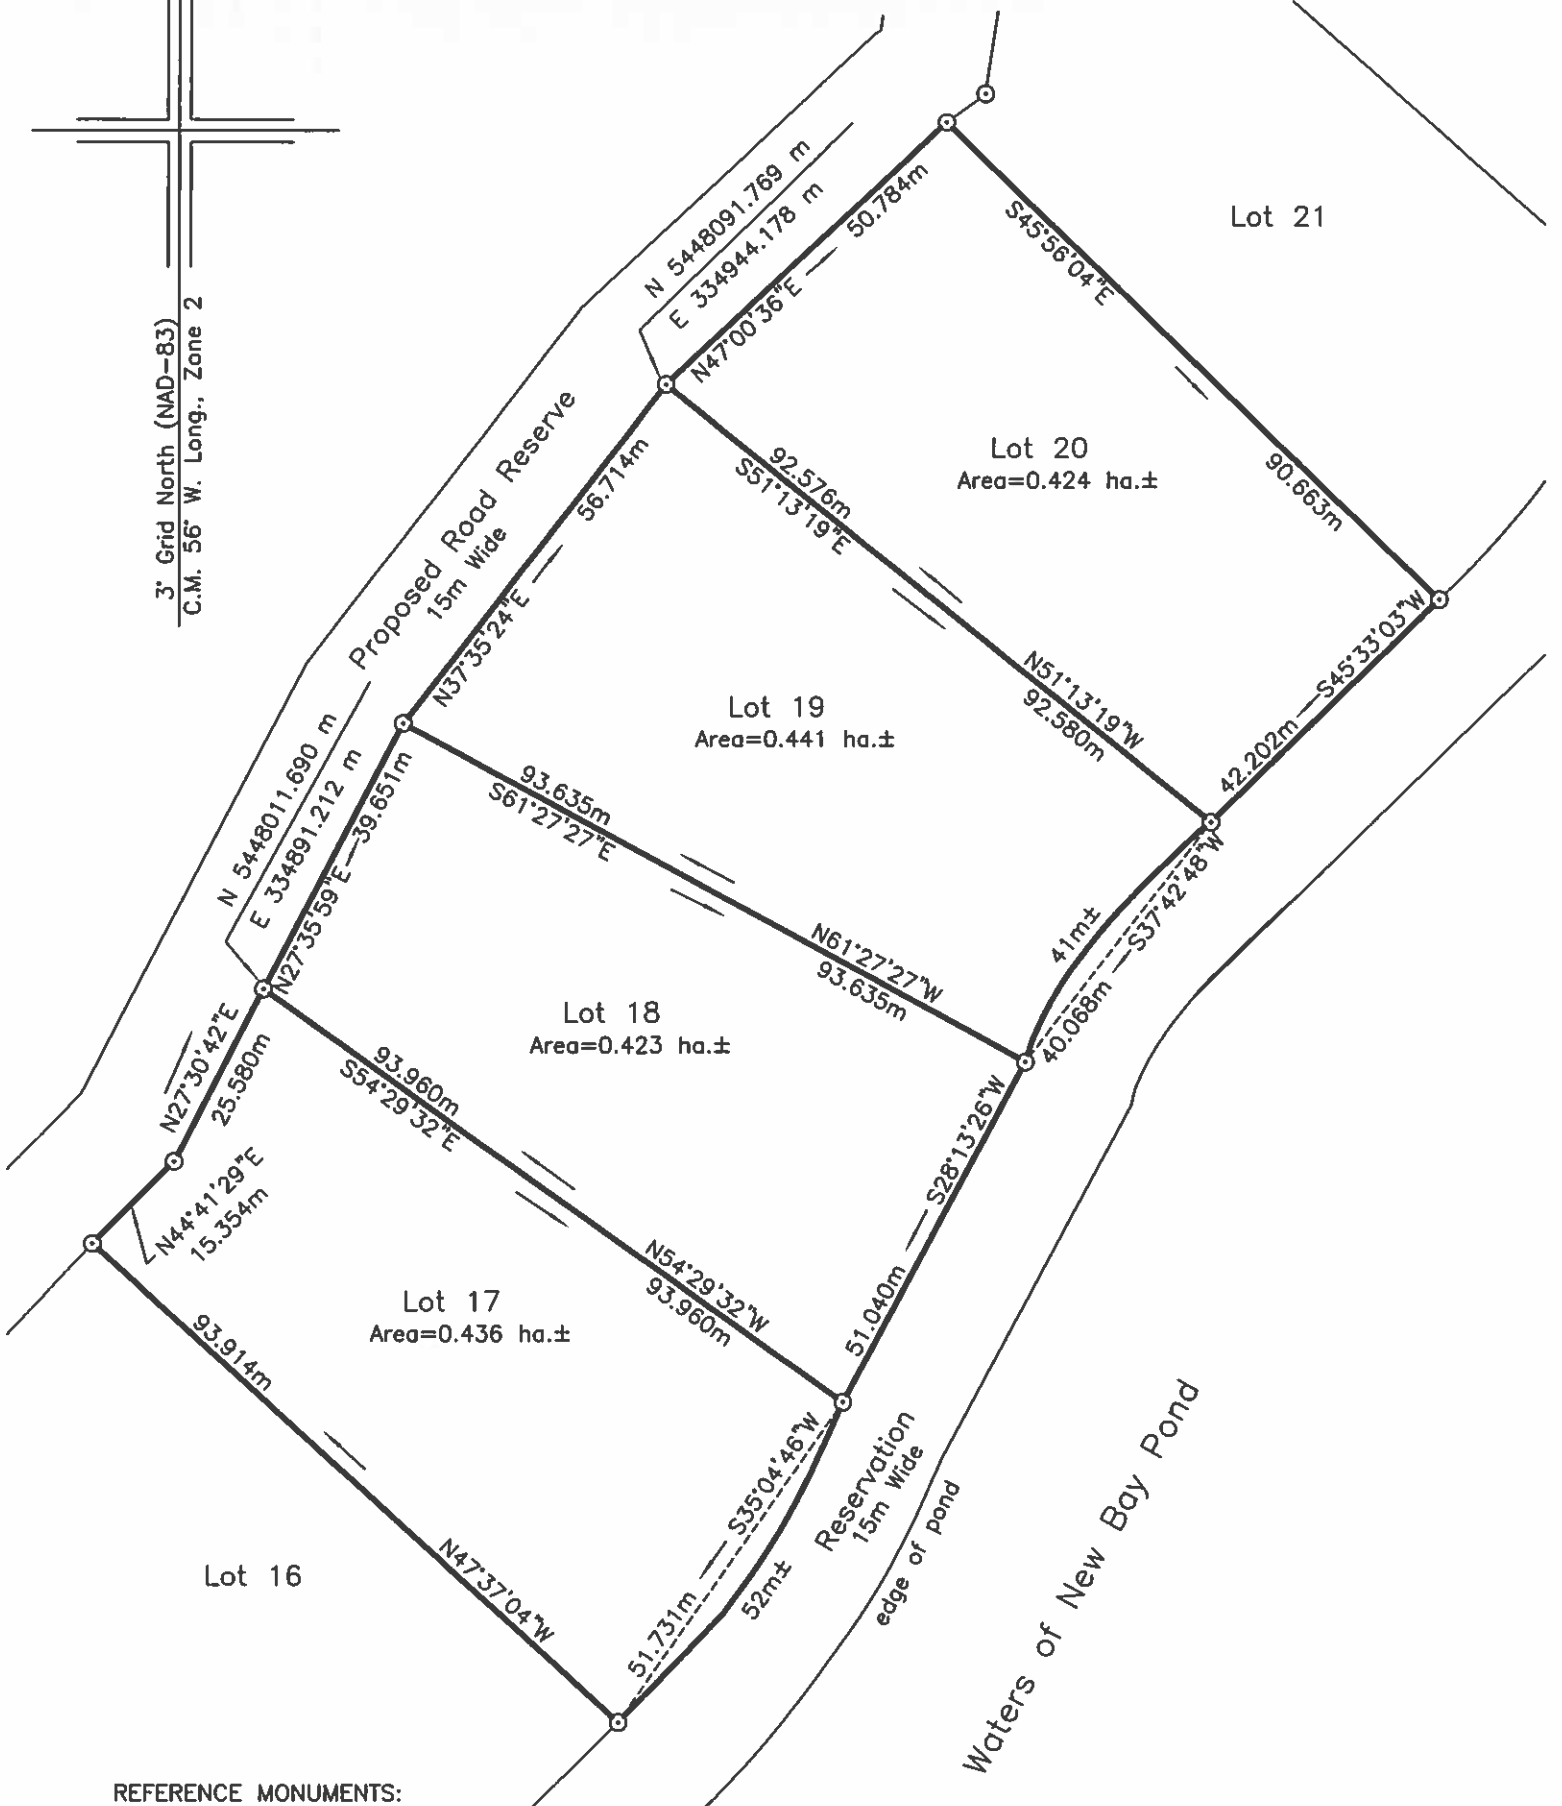 3° Grid North (NAD-83)
C.M. 56° W. Long., Zone 2
N 5448091.769 m
E 334944.178 m
50.784m
N47°00'36"E
S45°56'04"E
90.663m
Lot 21
Lot 20
Area=0.424 ha.±
Proposed Road Reserve
15m Wide
56.714m
N37°35'24"E
92.576m
S51°13'19"E
N51°13'19"W
92.580m
S45°33'03"W
42.202m
Lot 19
Area=0.441 ha.±
N 5448011.690 m
E 334891.212 m
39.651m
N27°35'59"E
93.635m
S61°27'27"E
N61°27'27"W
93.635m
41m±
S37°42'48"W
40.068m
Lot 18
Area=0.423 ha.±
N27°30'42"E
25.580m
N44°41'29"E
15.354m
93.960m
S54°29'32"E
N54°29'32"W
93.960m
S28°13'26"W
51.040m
Lot 17
Area=0.436 ha.±
93.914m
N47°37'04"W
S35°04'46"W
51.731m
52m±
Reservation
15m Wide
edge of pond
Waters of New Bay Pond
Lot 16
REFERENCE MONUMENTS: